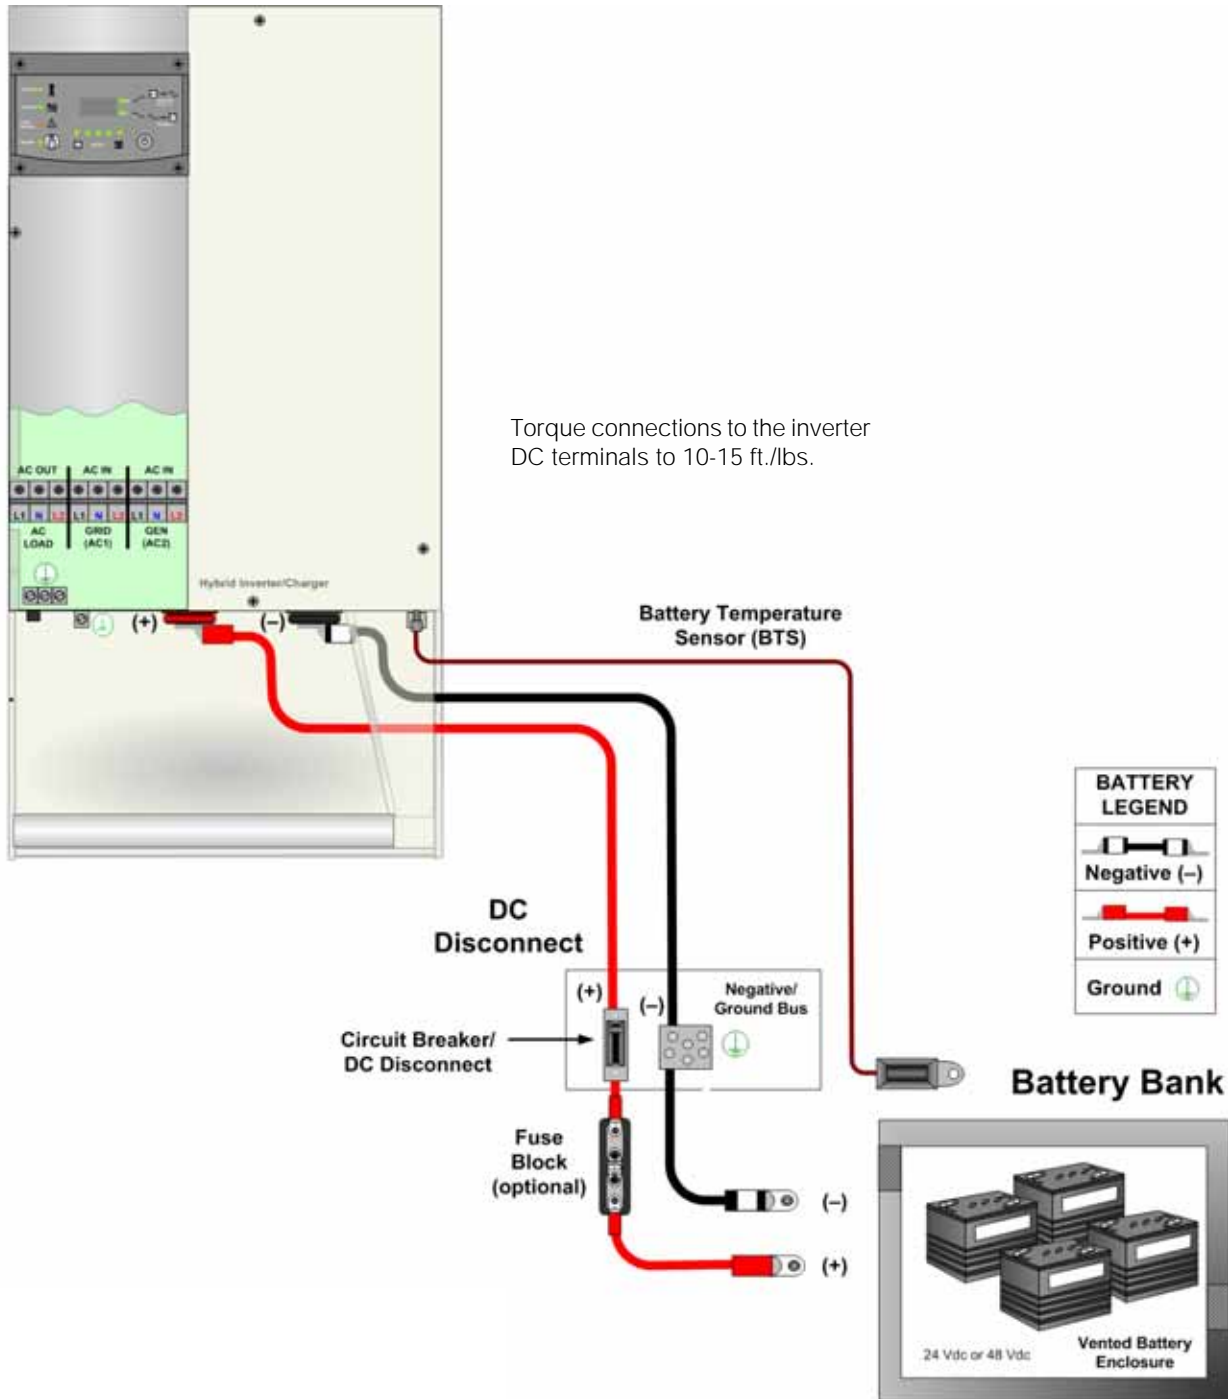 AC OUT AC IN AC IN
L1 N L2 L1 N L2 L1 N L2
AC LOAD
GRID (AC1)
GEN (AC2)
Hybrid Inverter/Charger
(+)
(–)
Torque connections to the inverter
DC terminals to 10-15 ft./lbs.
Battery Temperature
Sensor (BTS)
BATTERY
LEGEND
Negative (–)
Positive (+)
Ground
DC
Disconnect
(+)
(–)
Negative/
Ground Bus
Circuit Breaker/
DC Disconnect
Battery Bank
Fuse
Block
(optional)
(–)
(+)
24 Vdc or 48 Vdc
Vented Battery
Enclosure